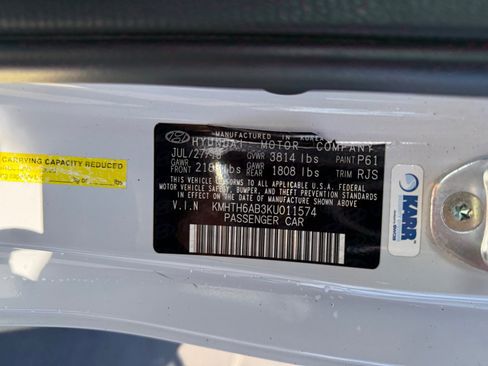 MANUFACTURED IN KOREA
HYUNDAI MOTOR COMPANY
JUL/27/18 GVWR 3814 lbs PAINT P61
GAWR FRONT lbs GAWR REAR 1808 lbs TRIM RJS
THIS VEHICLE CONFORMS TO ALL APPLICABLE U.S. FEDERAL
MOTOR VEHICLE SAFETY, BUMPER, AND THEFT PREVENTION
STANDARDS IN EFFECT ON THE DATE OF MANUFACTURE SHOWN ABOVE
V.I.N KMHTH6AB3KU011574
PASSENGER CAR
CARRYING CAPACITY REDUCED
KARR